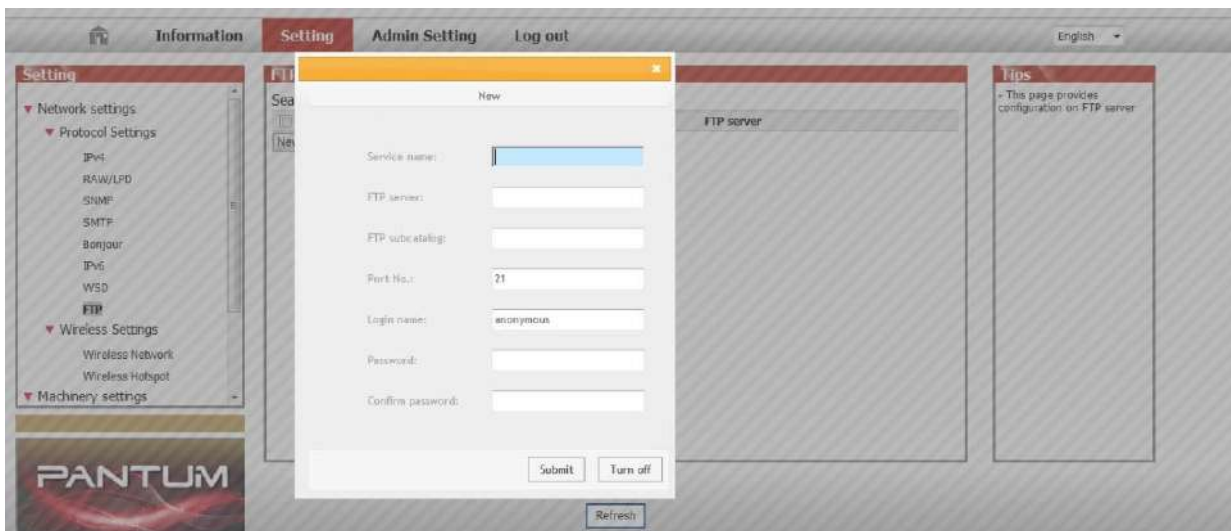 Information Setting Admin Setting Log out English
Setting
Network settings
Protocol Settings
IPv4
RAW/LPD
SNMP
SMTP
Bonjour
IPv6
WSD
FTP
Wireless Settings
Wireless Network
Wireless Hotspot
Machinery settings
PANTUM
FTP
Sea
New
FTP server
New
Service name:
FTP server:
FTP subcatalog:
Port No.: 21
Login name: anonymous
Password:
Confirm password:
Submit Turn off
Refresh
Tips
- This page provides
configuration on FTP server